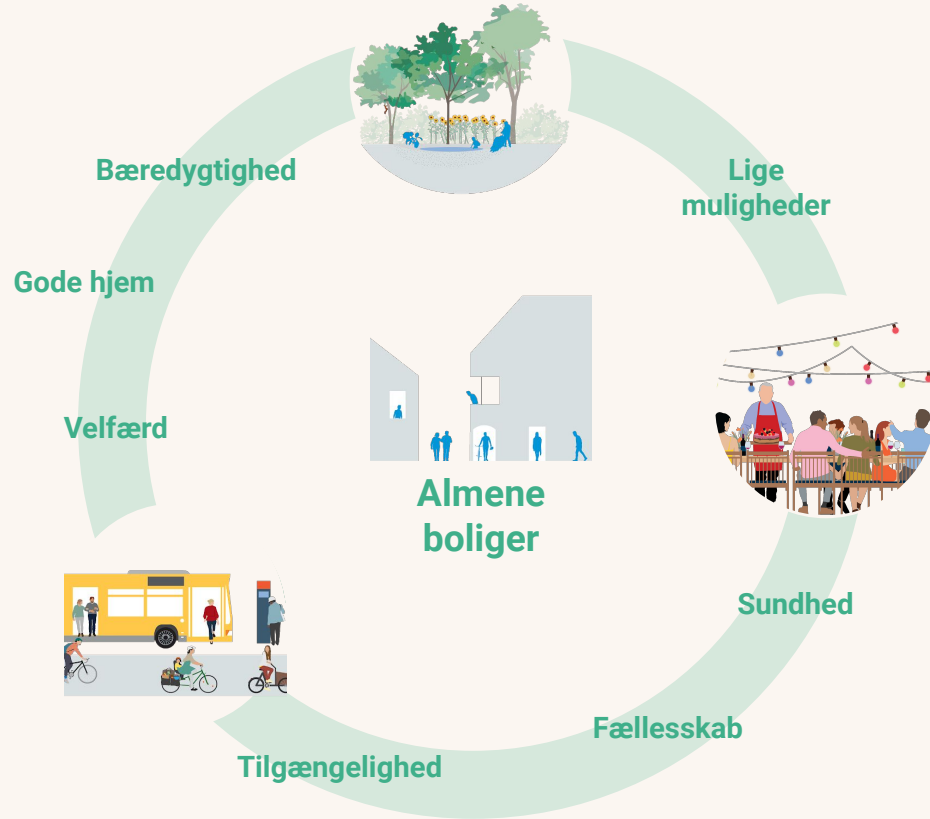 Bæredygtighed
Lige
muligheder
Gode hjem
Velfærd
Almene
boliger
Sundhed
Fællesskab
Tilgængelighed